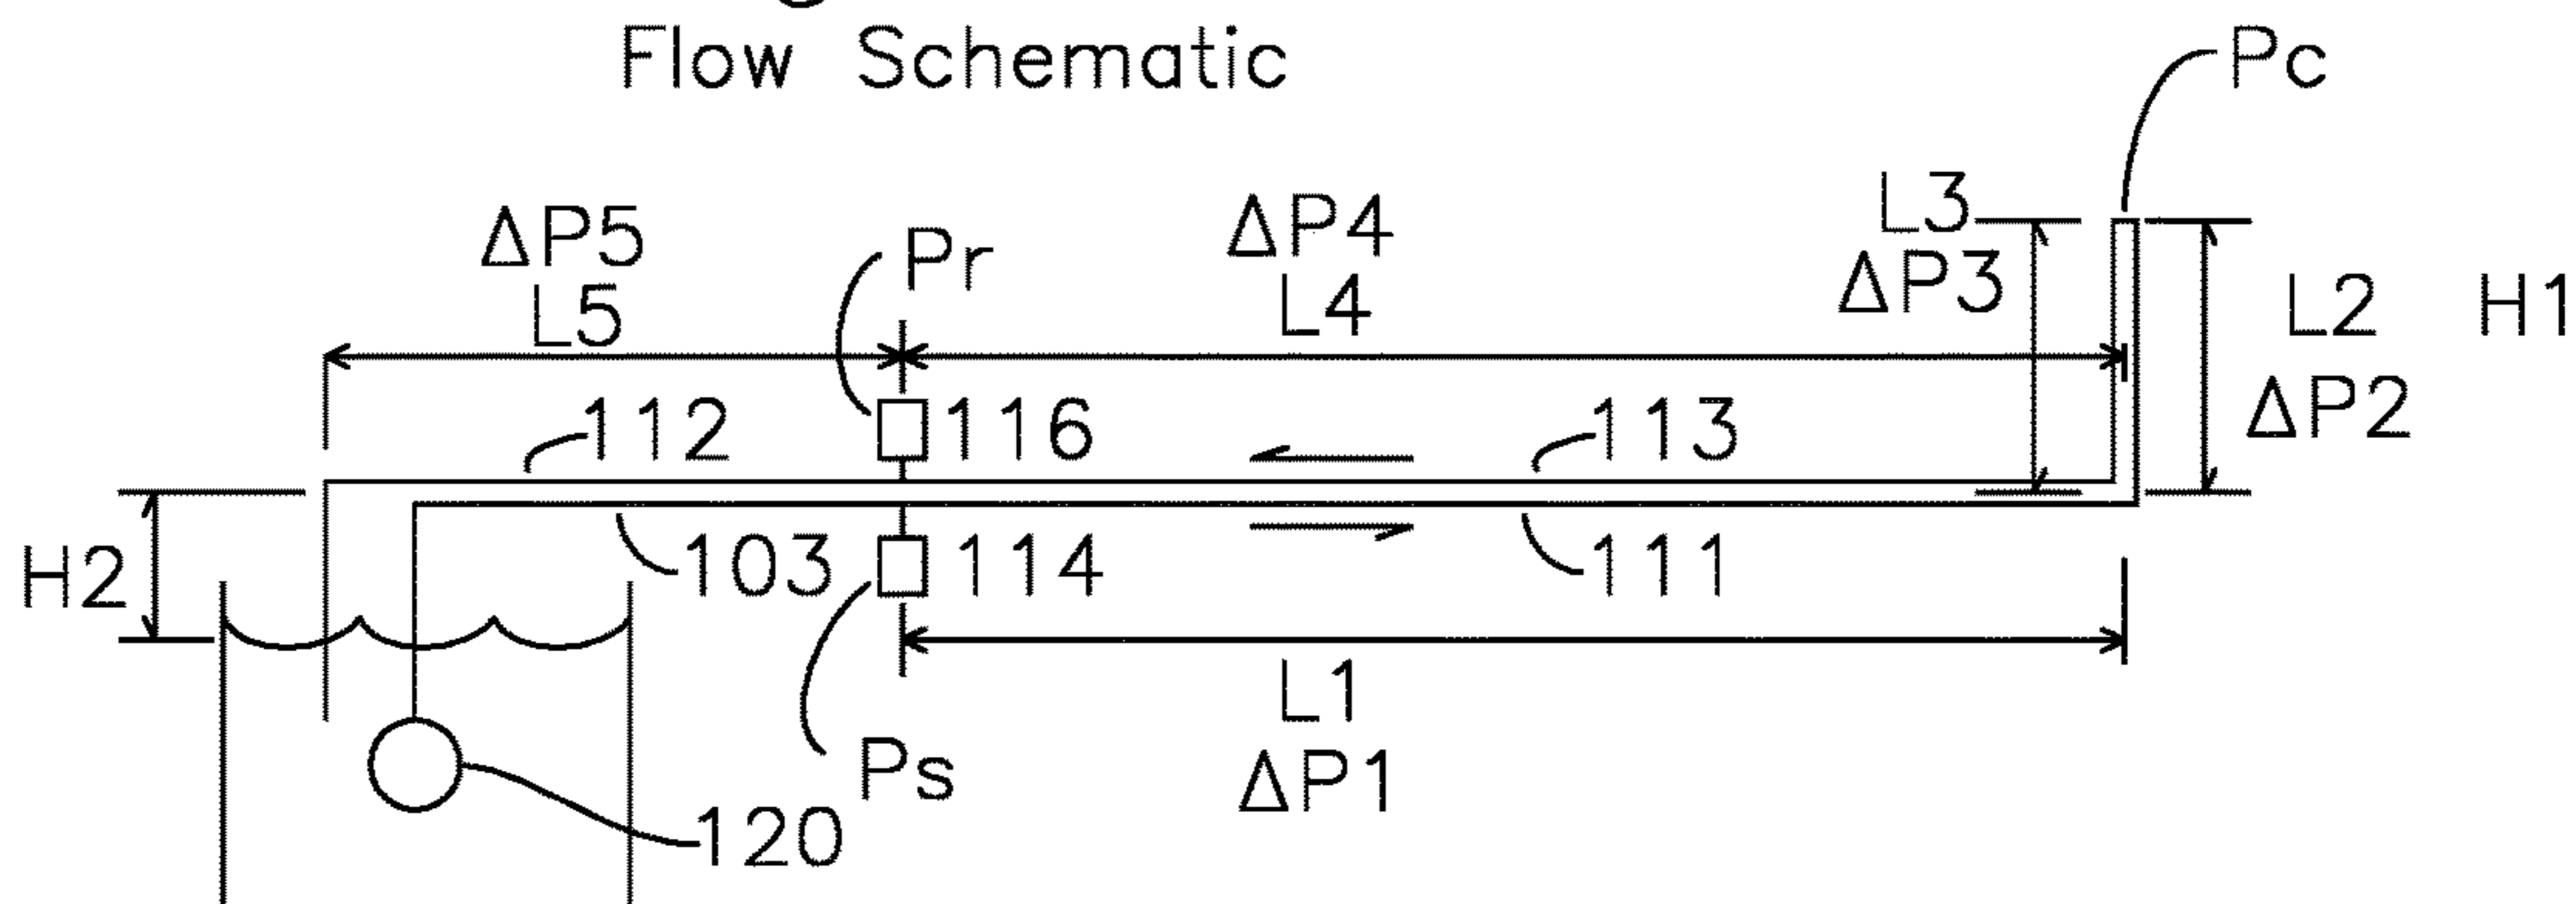 Flow Schematic
Pc
L3
ΔP5
Pr
ΔP4
ΔP3
L5
L4
L2 H1
112
116
113
ΔP2
H2
103
114
111
L1
Ps
ΔP1
120